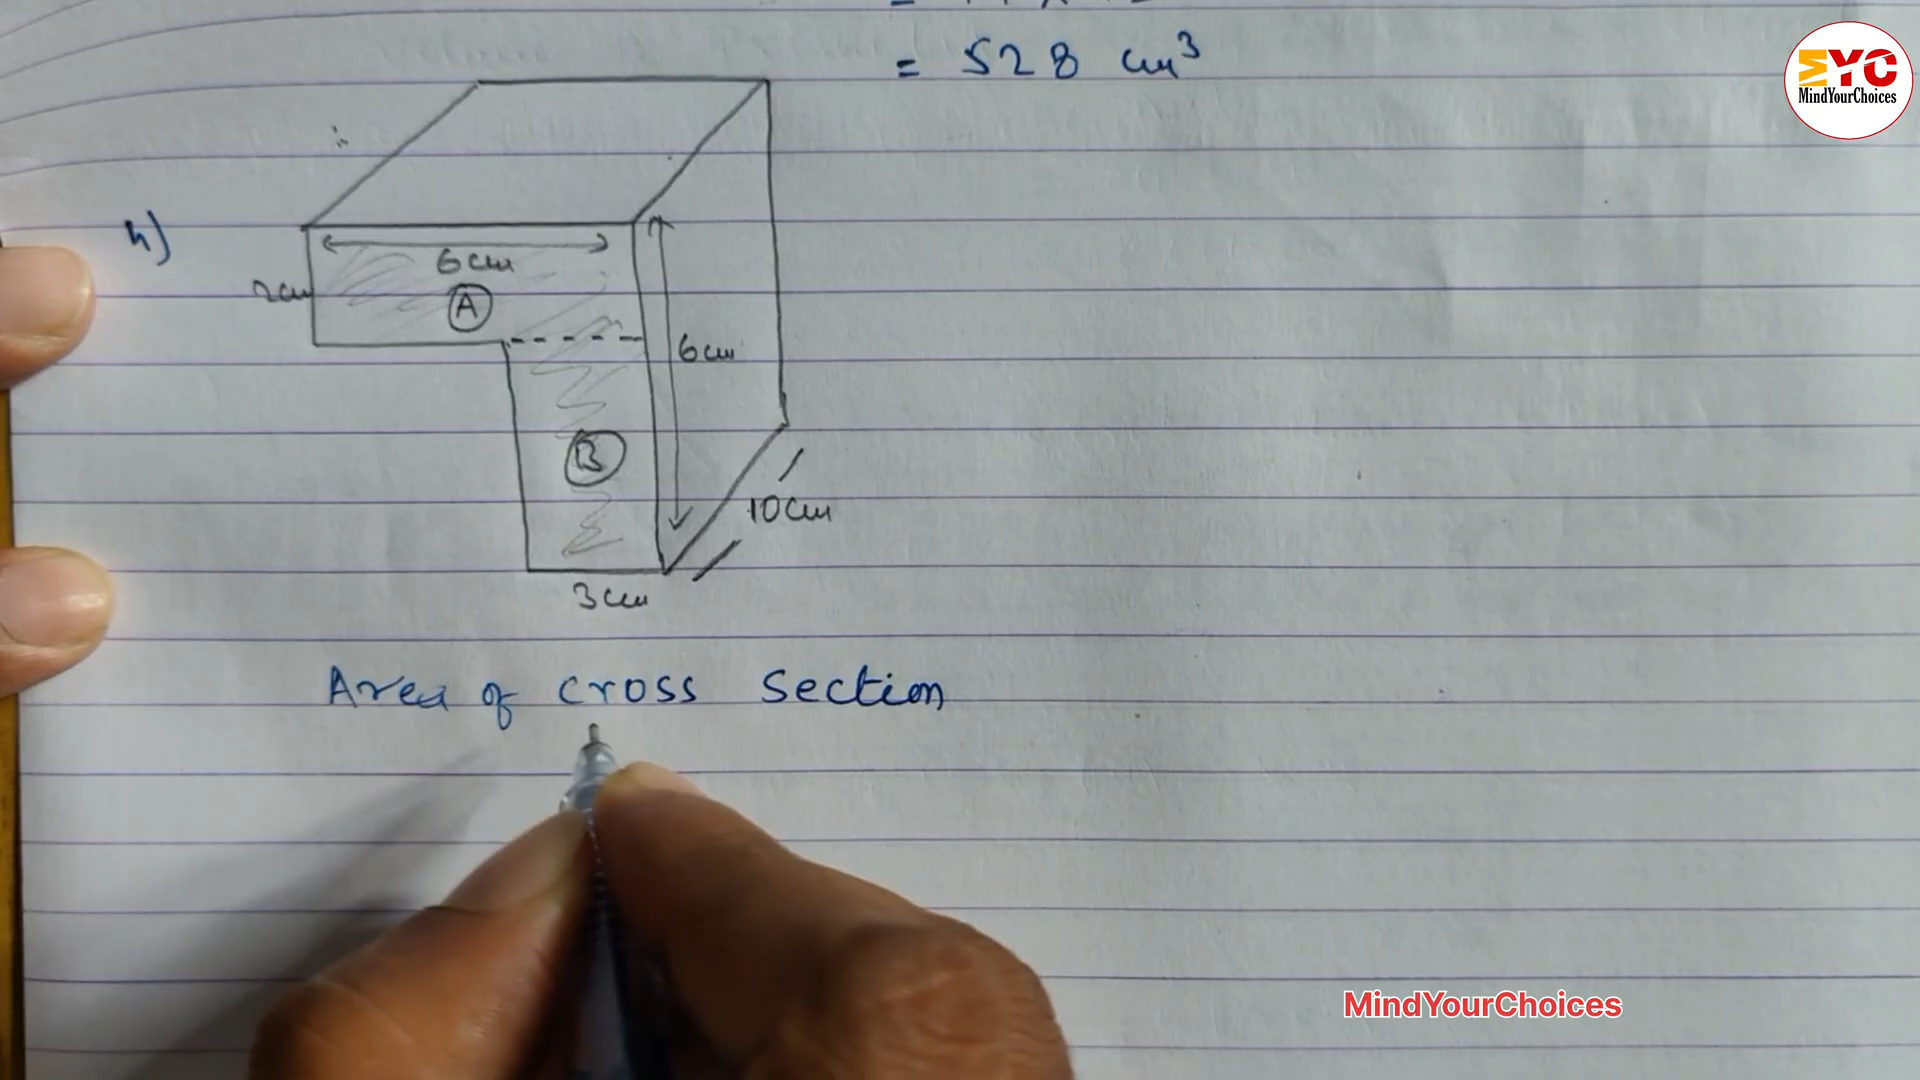 = 528 cm³
MYC
MindYourChoices
h)
6cm
2cm
A
6cm
B
10cm
3cm
Area of cross section
MindYourChoices